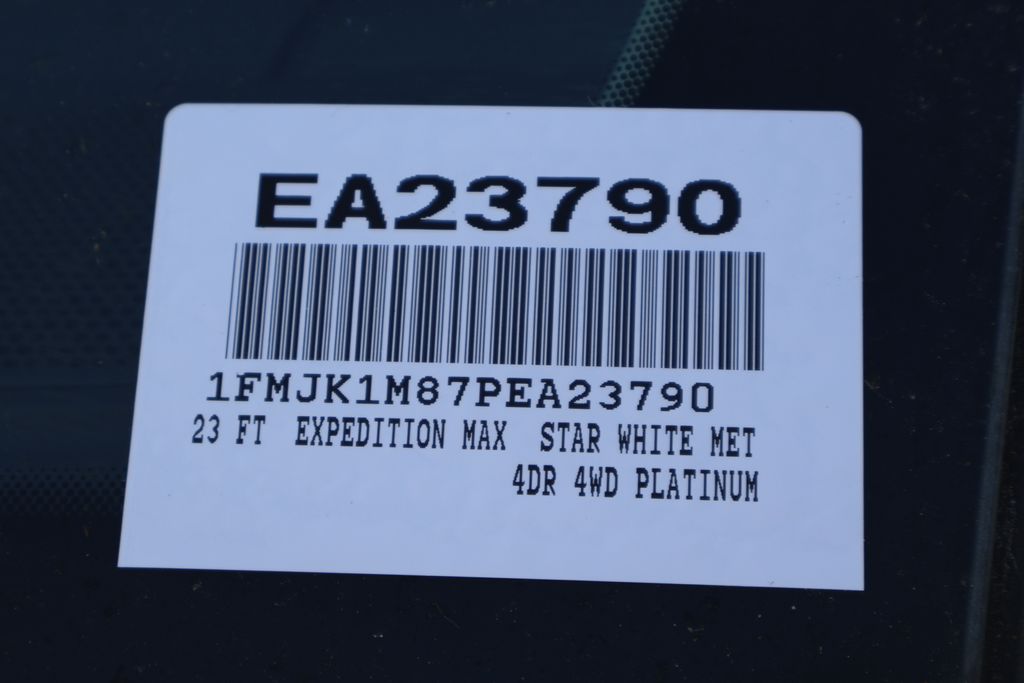 EA23790
1FMJK1M87PEA23790
23 FT EXPEDITION MAX STAR WHITE MET
4DR 4WD PLATINUM